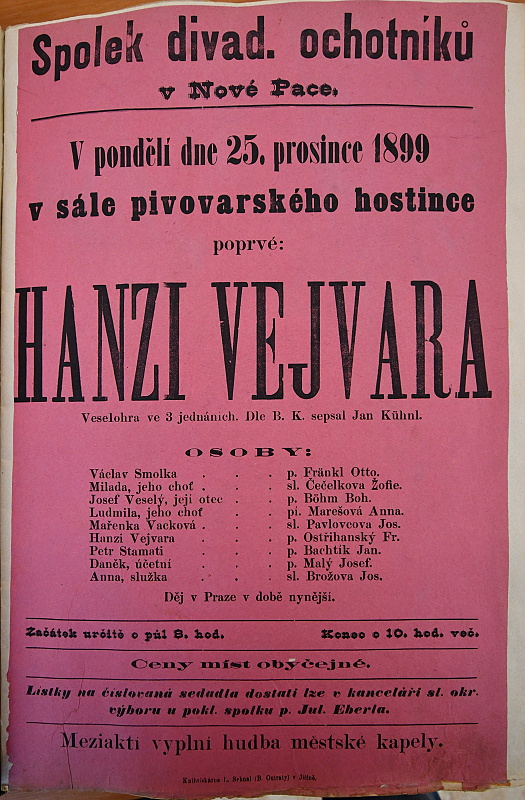 Spolek divad. ochotníků
v Nové Pace.
V pondělí dne 25. prosince 1899
v sále pivovarského hostince
poprvé:
HANZI VEJVARA
Veselohra ve 3 jednáních. Dle B. K. sepsal Jan Kühnl.
OSOBY:
Václav Smolka . . . p. Fränkl Otto.
Milada, jeho choť . . . sl. Čečelkova Žofie.
Josef Veselý, její otec . . p. Böhm Boh.
Ludmila, jeho choť . . pí. Marešová Anna.
Mařenka Vacková . . . sl. Pavlovcova Jos.
Hanzi Vejvara . . . p. Ostřihanský Fr.
Petr Stamati . . . p. Bachtík Jan.
Daněk, účetní . . . p. Malý Josef.
Anna, služka . . . sl. Brožova Jos.
Děj v Praze v době nynější.
Začátek určitě o půl 8. hod. Konec o 10. hod. več.
Ceny míst obyčejné.
Lístky na číslovaná sedadla dostati lze v kanceláři sl. okr.
výboru u pokl. spolku p. Jul. Eberla.
Meziaktí vyplní hudba městské kapely.
Knihtiskárna L. (B. ) v Jičíně.